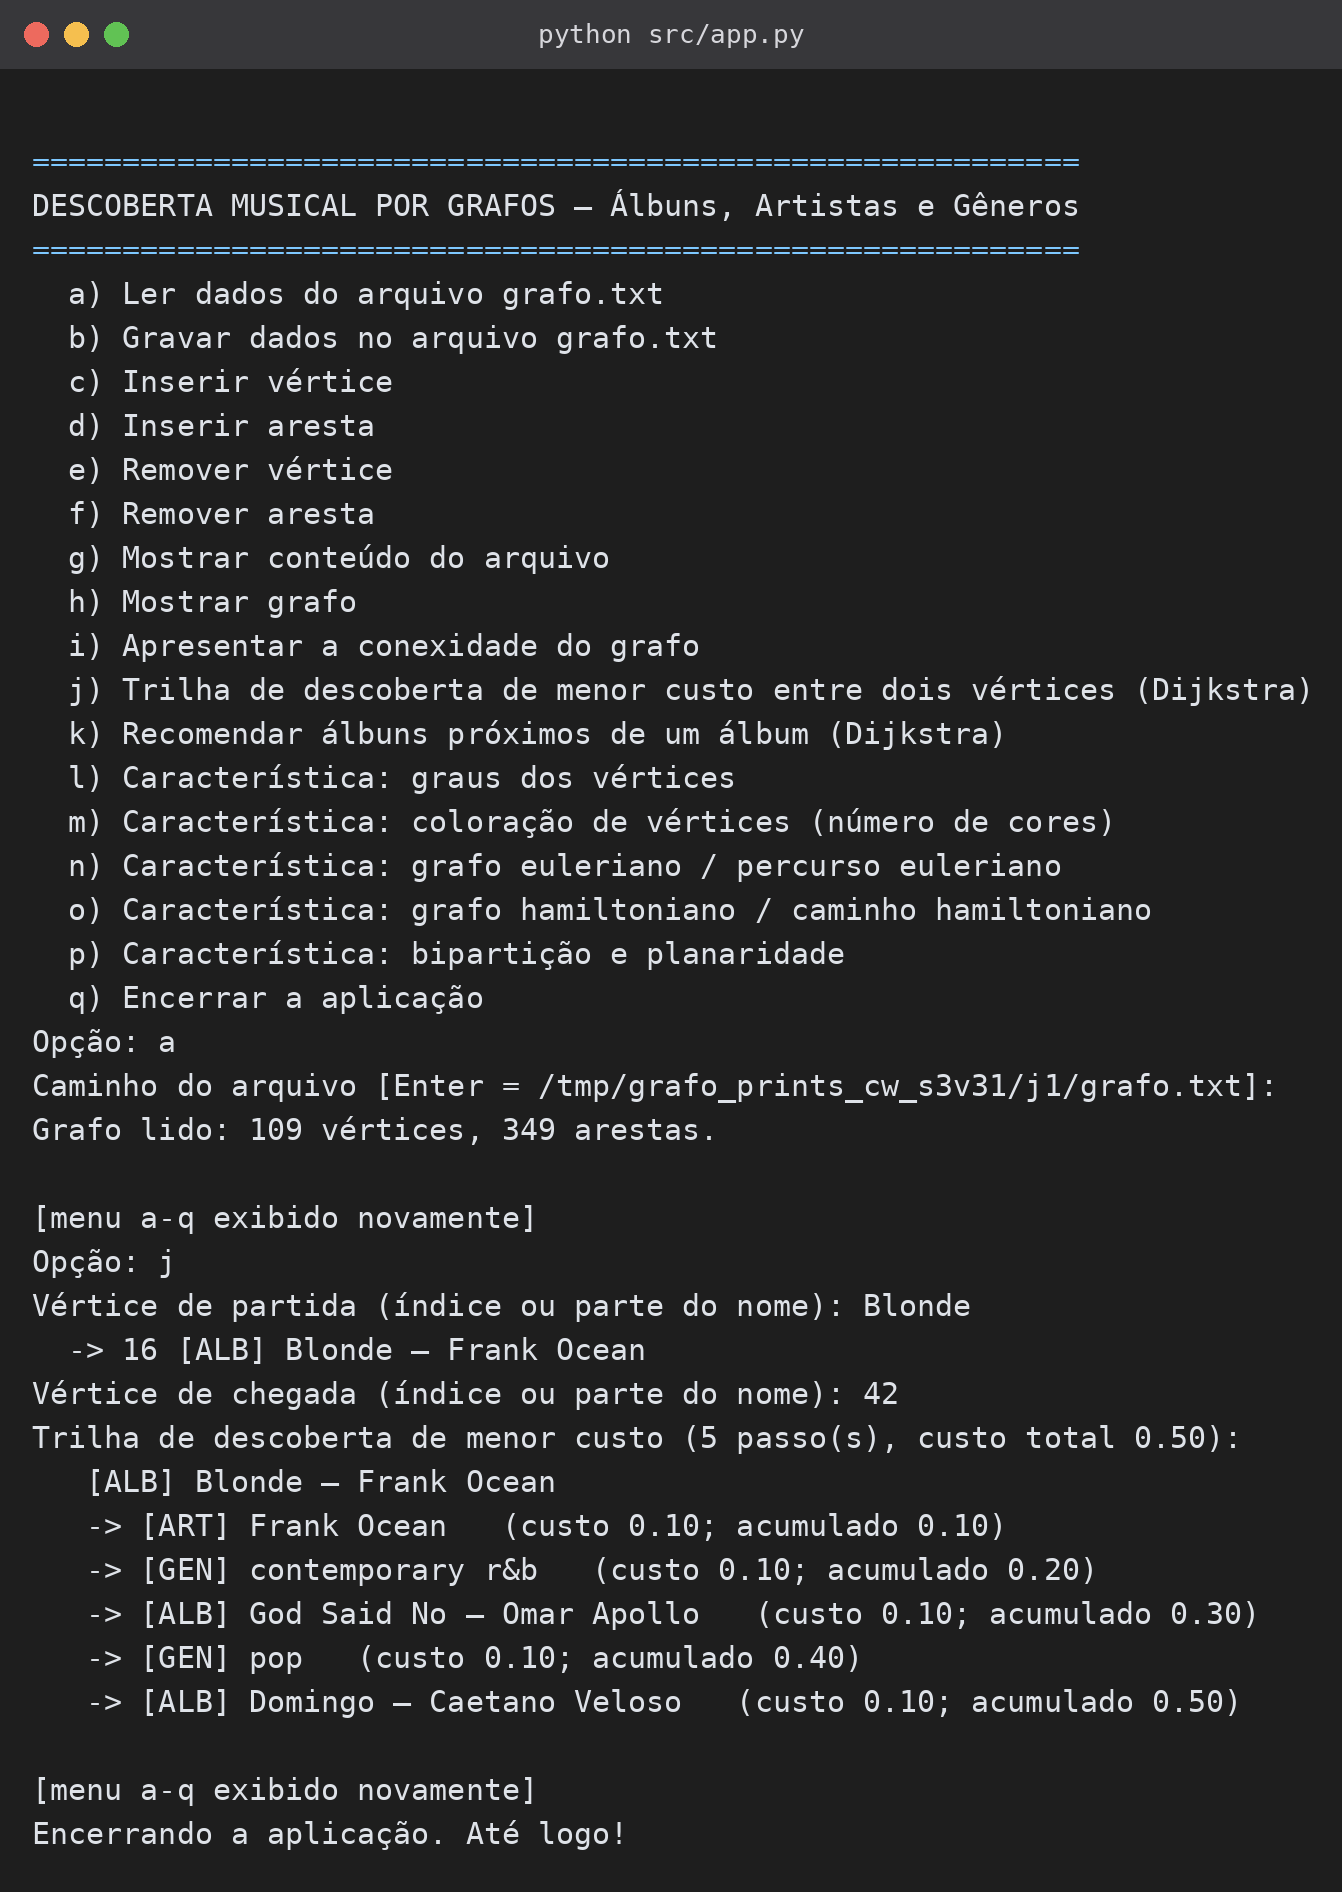 python src/app.py
==========================================================
DESCOBERTA MUSICAL POR GRAFOS — Álbuns, Artistas e Gêneros
==========================================================
a) Ler dados do arquivo grafo.txt
b) Gravar dados no arquivo grafo.txt
c) Inserir vértice
d) Inserir aresta
e) Remover vértice
f) Remover aresta
g) Mostrar conteúdo do arquivo
h) Mostrar grafo
i) Apresentar a conexidade do grafo
j) Trilha de descoberta de menor custo entre dois vértices (Dijkstra)
k) Recomendar álbuns próximos de um álbum (Dijkstra)
l) Característica: graus dos vértices
m) Característica: coloração de vértices (número de cores)
n) Característica: grafo euleriano / percurso euleriano
o) Característica: grafo hamiltoniano / caminho hamiltoniano
p) Característica: bipartição e planaridade
q) Encerrar a aplicação
Opção: a
Caminho do arquivo [Enter = /tmp/grafo_prints_cw_s3v31/j1/grafo.txt]:
Grafo lido: 109 vértices, 349 arestas.
[menu a-q exibido novamente]
Opção: j
Vértice de partida (índice ou parte do nome): Blonde
-> 16 [ALB] Blonde — Frank Ocean
Vértice de chegada (índice ou parte do nome): 42
Trilha de descoberta de menor custo (5 passo(s), custo total 0.50):
[ALB] Blonde — Frank Ocean
-> [ART] Frank Ocean (custo 0.10; acumulado 0.10)
-> [GEN] contemporary r&b (custo 0.10; acumulado 0.20)
-> [ALB] God Said No — Omar Apollo (custo 0.10; acumulado 0.30)
-> [GEN] pop (custo 0.10; acumulado 0.40)
-> [ALB] Domingo — Caetano Veloso (custo 0.10; acumulado 0.50)
[menu a-q exibido novamente]
Encerrando a aplicação. Até logo!